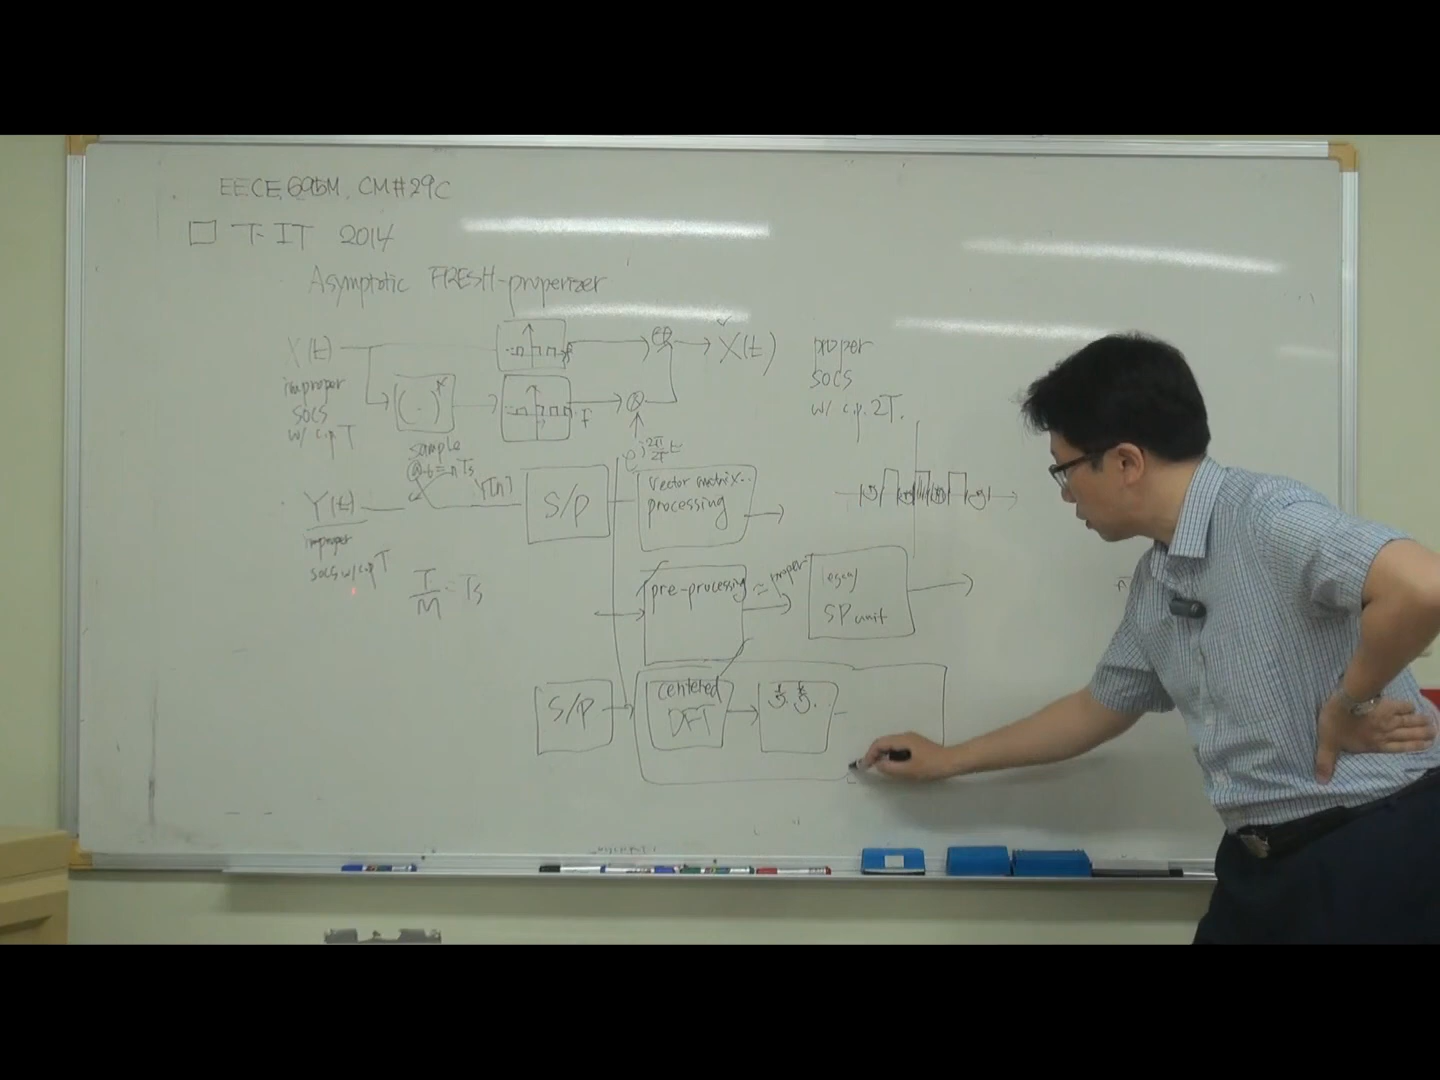 EECE 695M, CM#29C
□ T-IT 2014
Asymptotic FRESH-properizer
X(t)
improper
SOCS
w/ c.p T
( . )*
f
X(t)
proper
SOCS
w/ c.p. 2T.
sample
@ t = nTs
Y(t)
improper
SOCS w/ c.p T
Y[n]
S/P
vector matrix..
processing
T/M = Ts
pre-processing
≈ proper
legacy
SP unit
S/P
centered
DFT